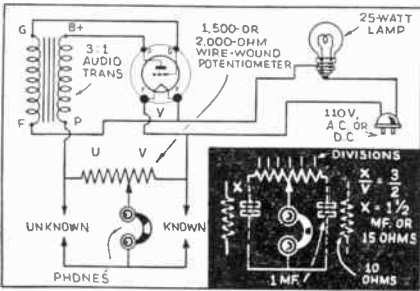 G
B+
3:1
AUDIO
TRANS
F
P
1,500-OR
2,000-OHM
WIRE-WOUND
POTENTIOMETER
25-WATT
LAMP
110V,
A.C. OR
D.C
Y
U
V
UNKNOWN
KNOWN
PHONES
DIVISIONS
X
X/V = 3/2
X = 1 1/2
MF. OR
15 OHMS
1 MF.
10
OHMS